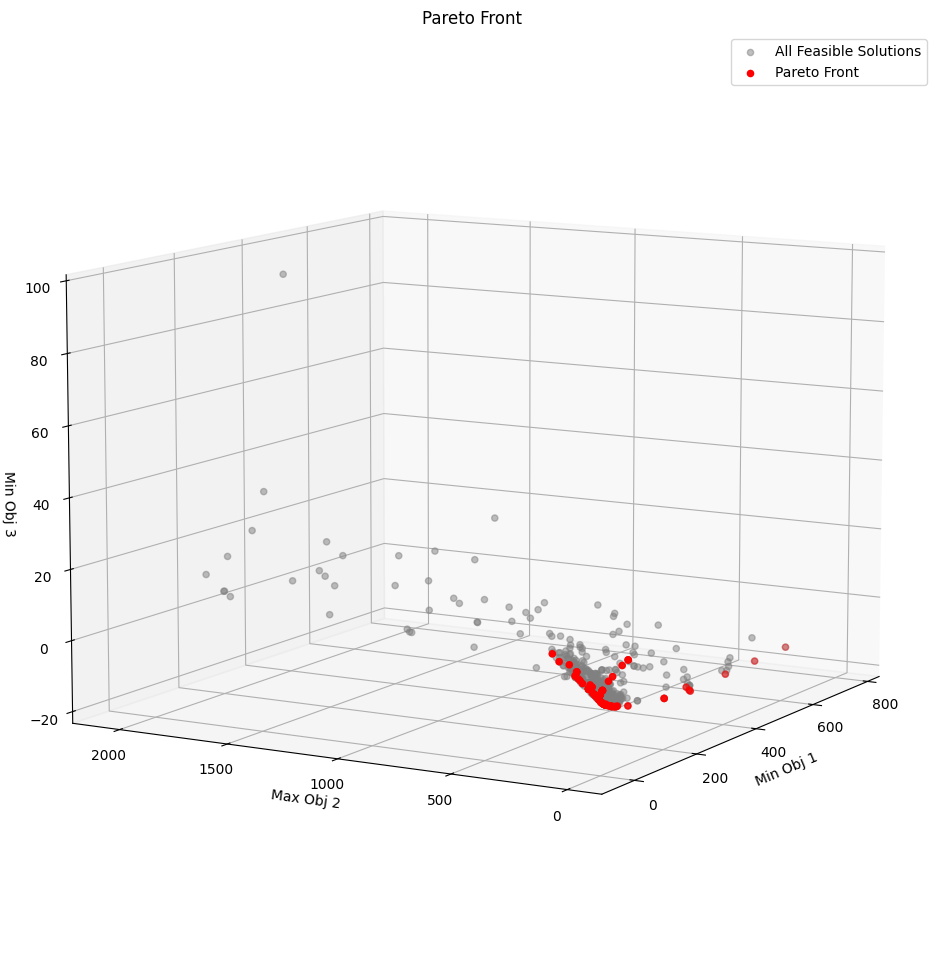 Pareto Front
All Feasible Solutions
Pareto Front
100
80
60
40
20
0
−20
Min Obj 3
2000
1500
1000
500
0
Max Obj 2
0
200
400
600
800
Min Obj 1